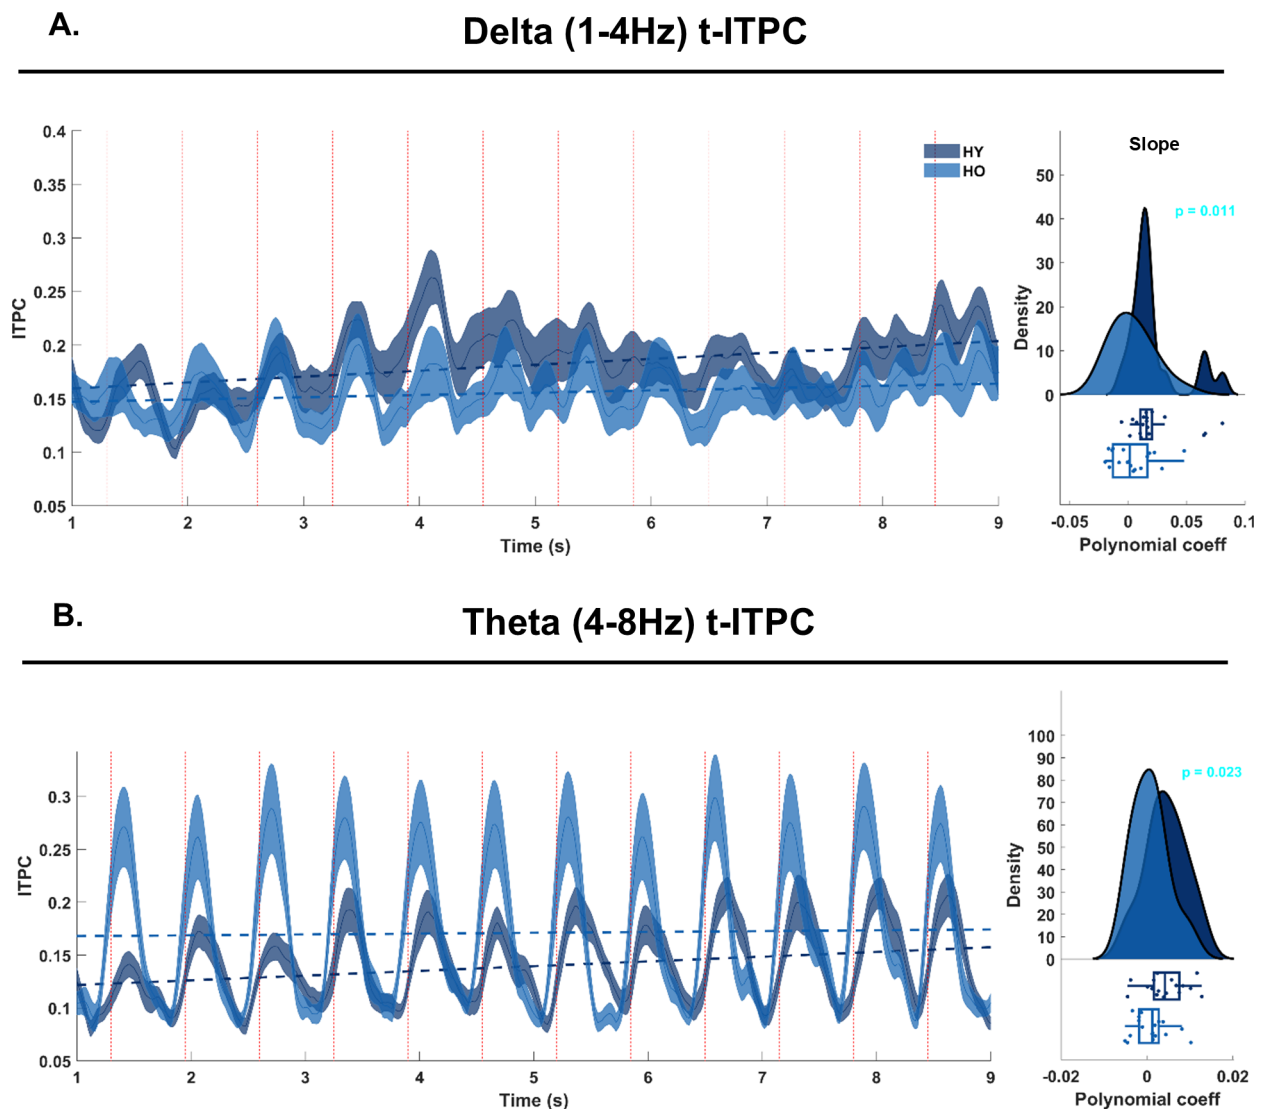 A.
Delta (1-4Hz) t-ITPC
0.4
0.35
0.3
0.25
0.2
0.15
0.1
0.05
ITPC
1 2 3 4 5 6 7 8 9
Time (s)
HY
HO
Slope
p = 0.011
50
40
30
20
10
0
Density
-0.05 0 0.05 0.1
Polynomial coeff
B.
Theta (4-8Hz) t-ITPC
0.3
0.25
0.2
0.15
0.1
0.05
ITPC
1 2 3 4 5 6 7 8 9
Time (s)
p = 0.023
100
90
80
70
60
50
40
30
20
10
0
Density
-0.02 0 0.02
Polynomial coeff